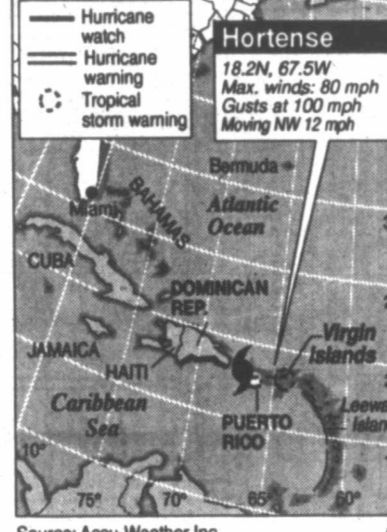 Hurricane
watch
Hurricane
warning
Tropical
storm warning
Hortense
18.2N, 67.5W
Max. winds: 80 mph
Gusts at 100 mph
Moving NW 12 mph
Bermuda
Miami
BAHAMAS
Atlantic
Ocean
CUBA
DOMINICAN
REP.
JAMAICA
HAITI
Virgin
Islands
Caribbean
Sea
PUERTO
RICO
10°
75°
70°
65°
60°